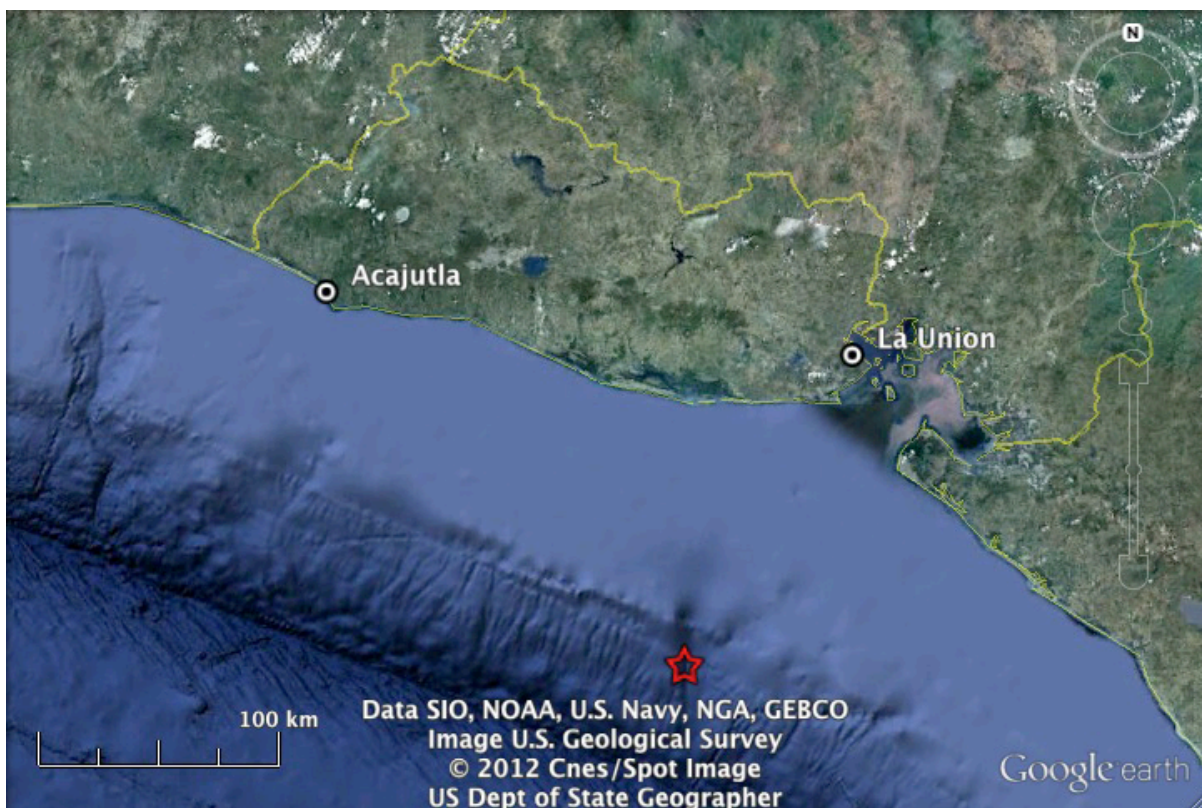 N
Acajutla
La Union
100 km
Data SIO, NOAA, U.S. Navy, NGA, GEBCO
Image U.S. Geological Survey
© 2012 Cnes/Spot Image
US Dept of State Geographer
Google earth